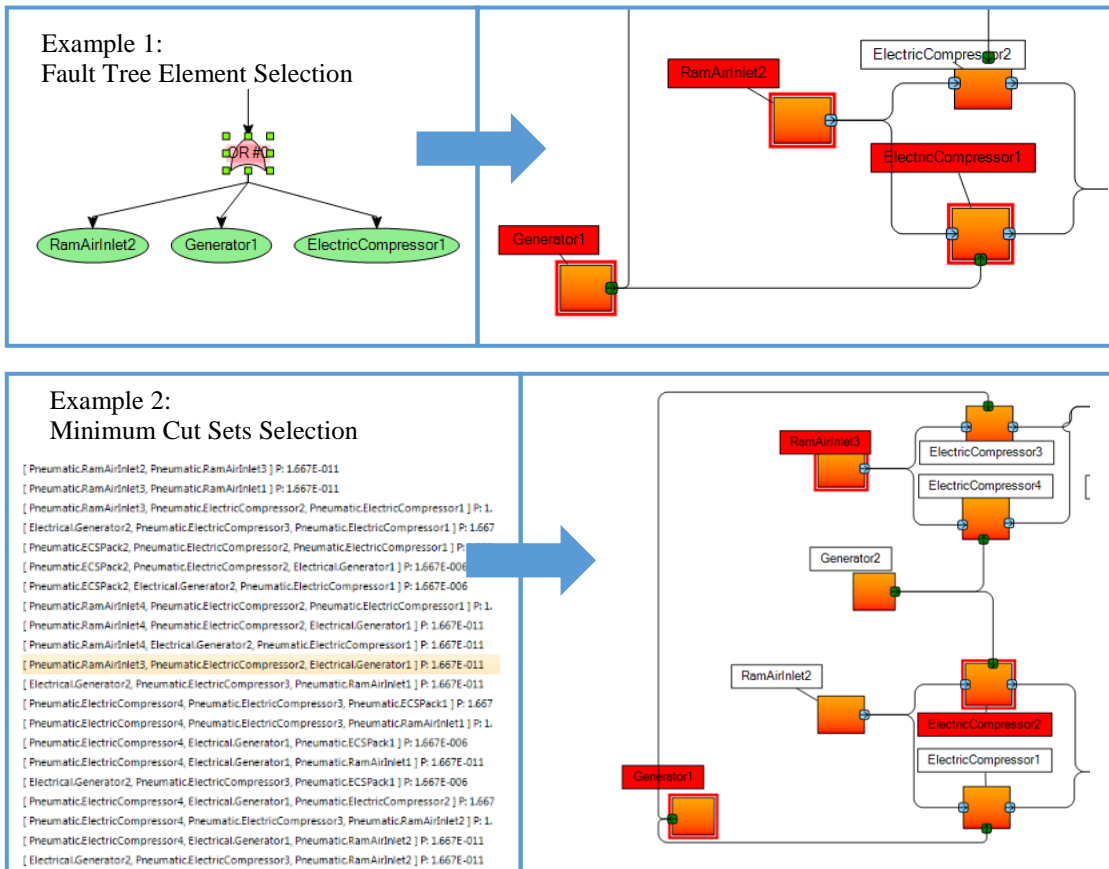 Example 1:
Fault Tree Element Selection
OR #0
RamAirInlet2
Generator1
ElectricCompressor1
ElectricCompressor2
RamAirInlet2
ElectricCompressor1
Generator1
Example 2:
Minimum Cut Sets Selection
[ Pneumatic.RamAirInlet2, Pneumatic.RamAirInlet3 ] P: 1.667E-011
[ Pneumatic.RamAirInlet3, Pneumatic.RamAirInlet1 ] P: 1.667E-011
[ Pneumatic.RamAirInlet3, Pneumatic.ElectricCompressor2, Pneumatic.ElectricCompressor1 ] P: 1.
[ Electrical.Generator2, Pneumatic.ElectricCompressor3, Pneumatic.ElectricCompressor1 ] P: 1.667
[ Pneumatic.ECSPack2, Pneumatic.ElectricCompressor2, Pneumatic.ElectricCompressor1 ] P:
[ Pneumatic.ECSPack2, Pneumatic.ElectricCompressor2, Electrical.Generator1 ] P: 1.667E-006
[ Pneumatic.ECSPack2, Electrical.Generator2, Pneumatic.ElectricCompressor1 ] P: 1.667E-006
[ Pneumatic.RamAirInlet4, Pneumatic.ElectricCompressor2, Pneumatic.ElectricCompressor1 ] P: 1.
[ Pneumatic.RamAirInlet4, Pneumatic.ElectricCompressor2, Electrical.Generator1 ] P: 1.667E-011
[ Pneumatic.RamAirInlet4, Electrical.Generator2, Pneumatic.ElectricCompressor1 ] P: 1.667E-011
[ Pneumatic.RamAirInlet3, Pneumatic.ElectricCompressor2, Electrical.Generator1 ] P: 1.667E-011
[ Electrical.Generator2, Pneumatic.ElectricCompressor3, Pneumatic.RamAirInlet1 ] P: 1.667E-011
[ Pneumatic.ElectricCompressor4, Pneumatic.ElectricCompressor3, Pneumatic.ECSPack1 ] P: 1.667
[ Pneumatic.ElectricCompressor4, Pneumatic.ElectricCompressor3, Pneumatic.RamAirInlet1 ] P: 1.
[ Pneumatic.ElectricCompressor4, Electrical.Generator1, Pneumatic.ECSPack1 ] P: 1.667E-006
[ Pneumatic.ElectricCompressor4, Electrical.Generator1, Pneumatic.RamAirInlet1 ] P: 1.667E-011
[ Electrical.Generator2, Pneumatic.ElectricCompressor3, Pneumatic.ECSPack1 ] P: 1.667E-006
[ Pneumatic.ElectricCompressor4, Electrical.Generator1, Pneumatic.ElectricCompressor2 ] P: 1.667
[ Pneumatic.ElectricCompressor4, Pneumatic.ElectricCompressor3, Pneumatic.RamAirInlet2 ] P: 1.
[ Pneumatic.ElectricCompressor4, Electrical.Generator1, Pneumatic.RamAirInlet2 ] P: 1.667E-011
[ Electrical.Generator2, Pneumatic.ElectricCompressor3, Pneumatic.RamAirInlet2 ] P: 1.667E-011
RamAirInlet3
ElectricCompressor3
ElectricCompressor4
Generator2
RamAirInlet2
ElectricCompressor2
ElectricCompressor1
Generator1